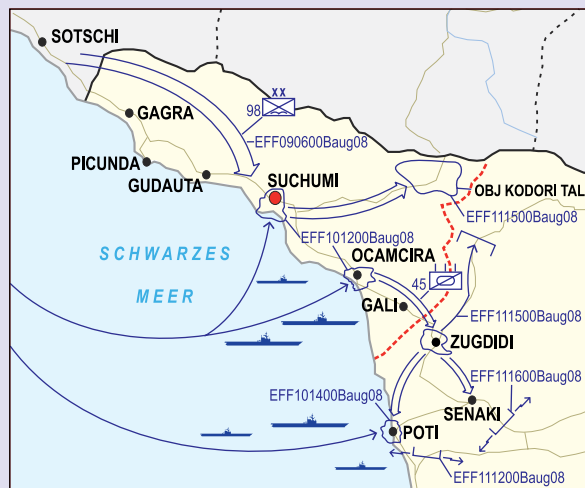 SOTSCHI
XX
98
GAGRA
EFF090600Baug08
PICUNDA
GUDAUTA
SUCHUMI
OBJ KODORI TAL
EFF111500Baug08
EFF101200Baug08
SCHWARZES
MEER
OCAMCIRA
45
GALI
EFF111500Baug08
ZUGDIDI
EFF111600Baug08
EFF101400Baug08
SENAKI
POTI
EFF111200Baug08